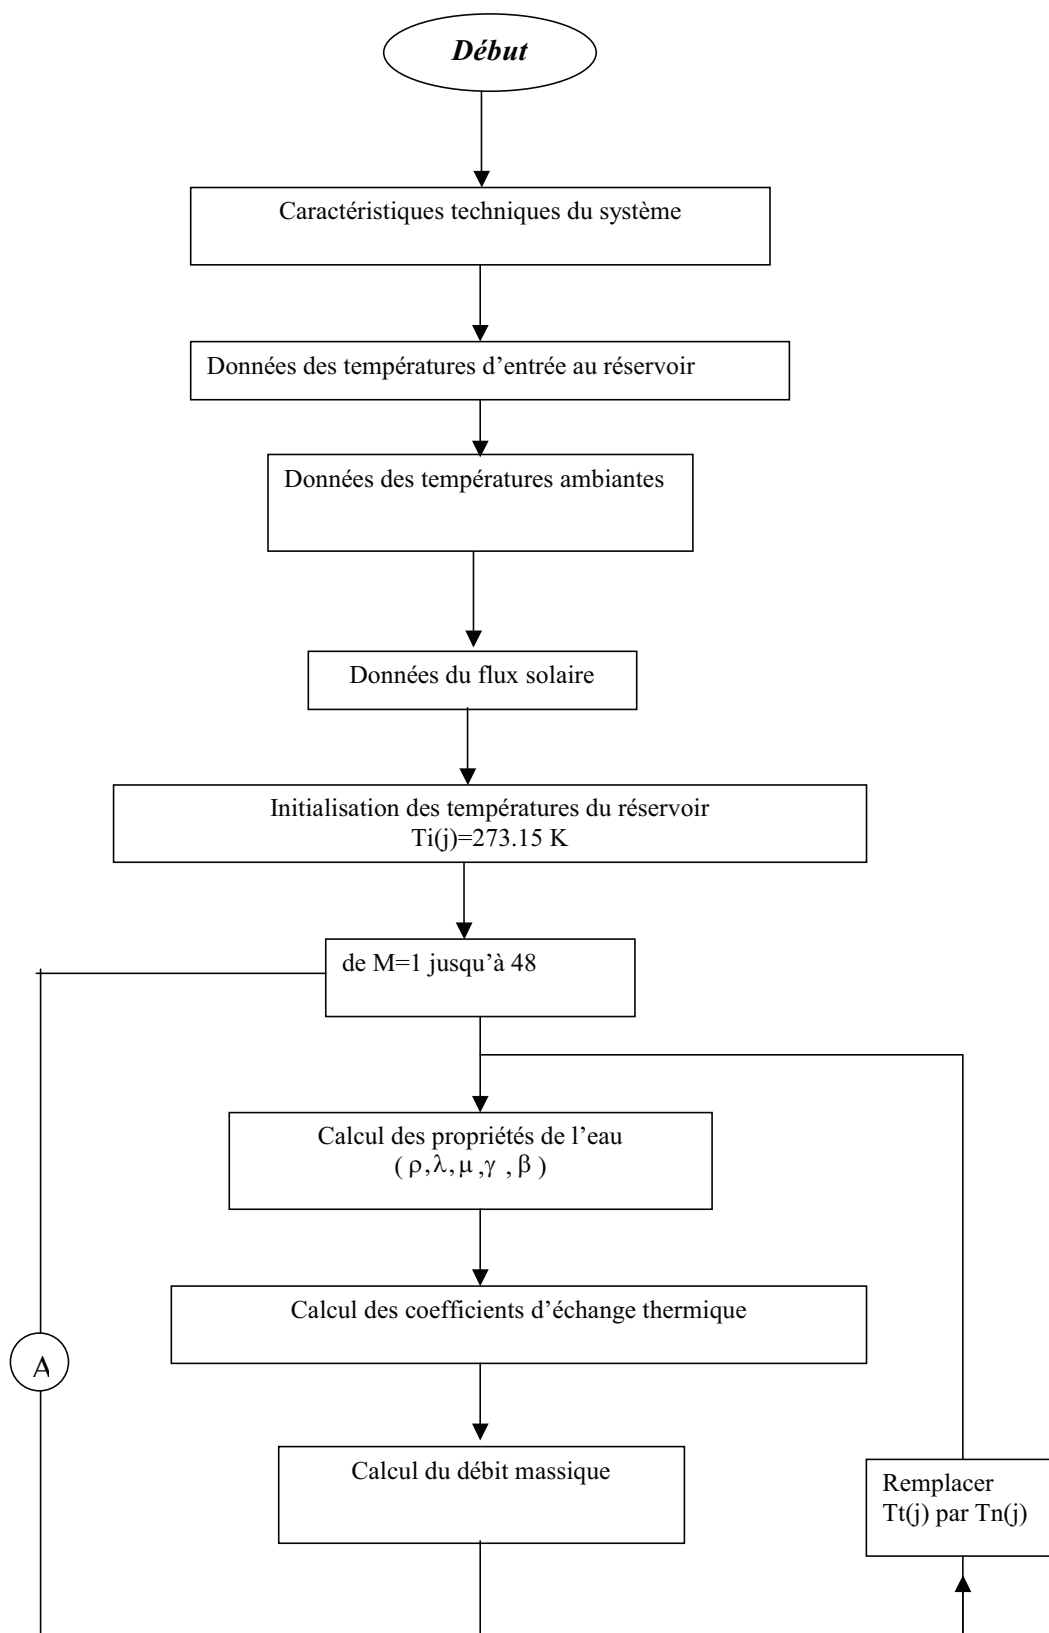 Début
Caractéristiques techniques du système
Données des températures d’entrée au réservoir
Données des températures ambiantes
Données du flux solaire
Initialisation des températures du réservoir
Ti(j)=273.15 K
de M=1 jusqu’à 48
Calcul des propriétés de l’eau
( ρ,λ,μ ,γ , β )
Calcul des coefficients d’échange thermique
A
Calcul du débit massique
Remplacer
Tt(j) par Tn(j)